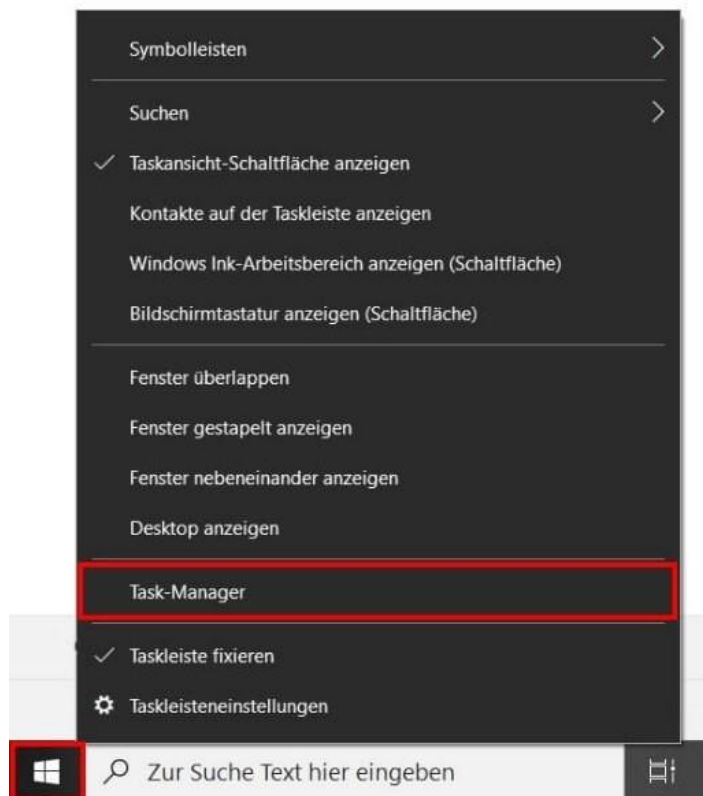 Symbolleisten
Suchen
Taskansicht-Schaltfläche anzeigen
Kontakte auf der Taskleiste anzeigen
Windows Ink-Arbeitsbereich anzeigen (Schaltfläche)
Bildschirmtastatur anzeigen (Schaltfläche)
Fenster überlappen
Fenster gestapelt anzeigen
Fenster nebeneinander anzeigen
Desktop anzeigen
Task-Manager
Taskleiste fixieren
Taskleisteneinstellungen
Zur Suche Text hier eingeben